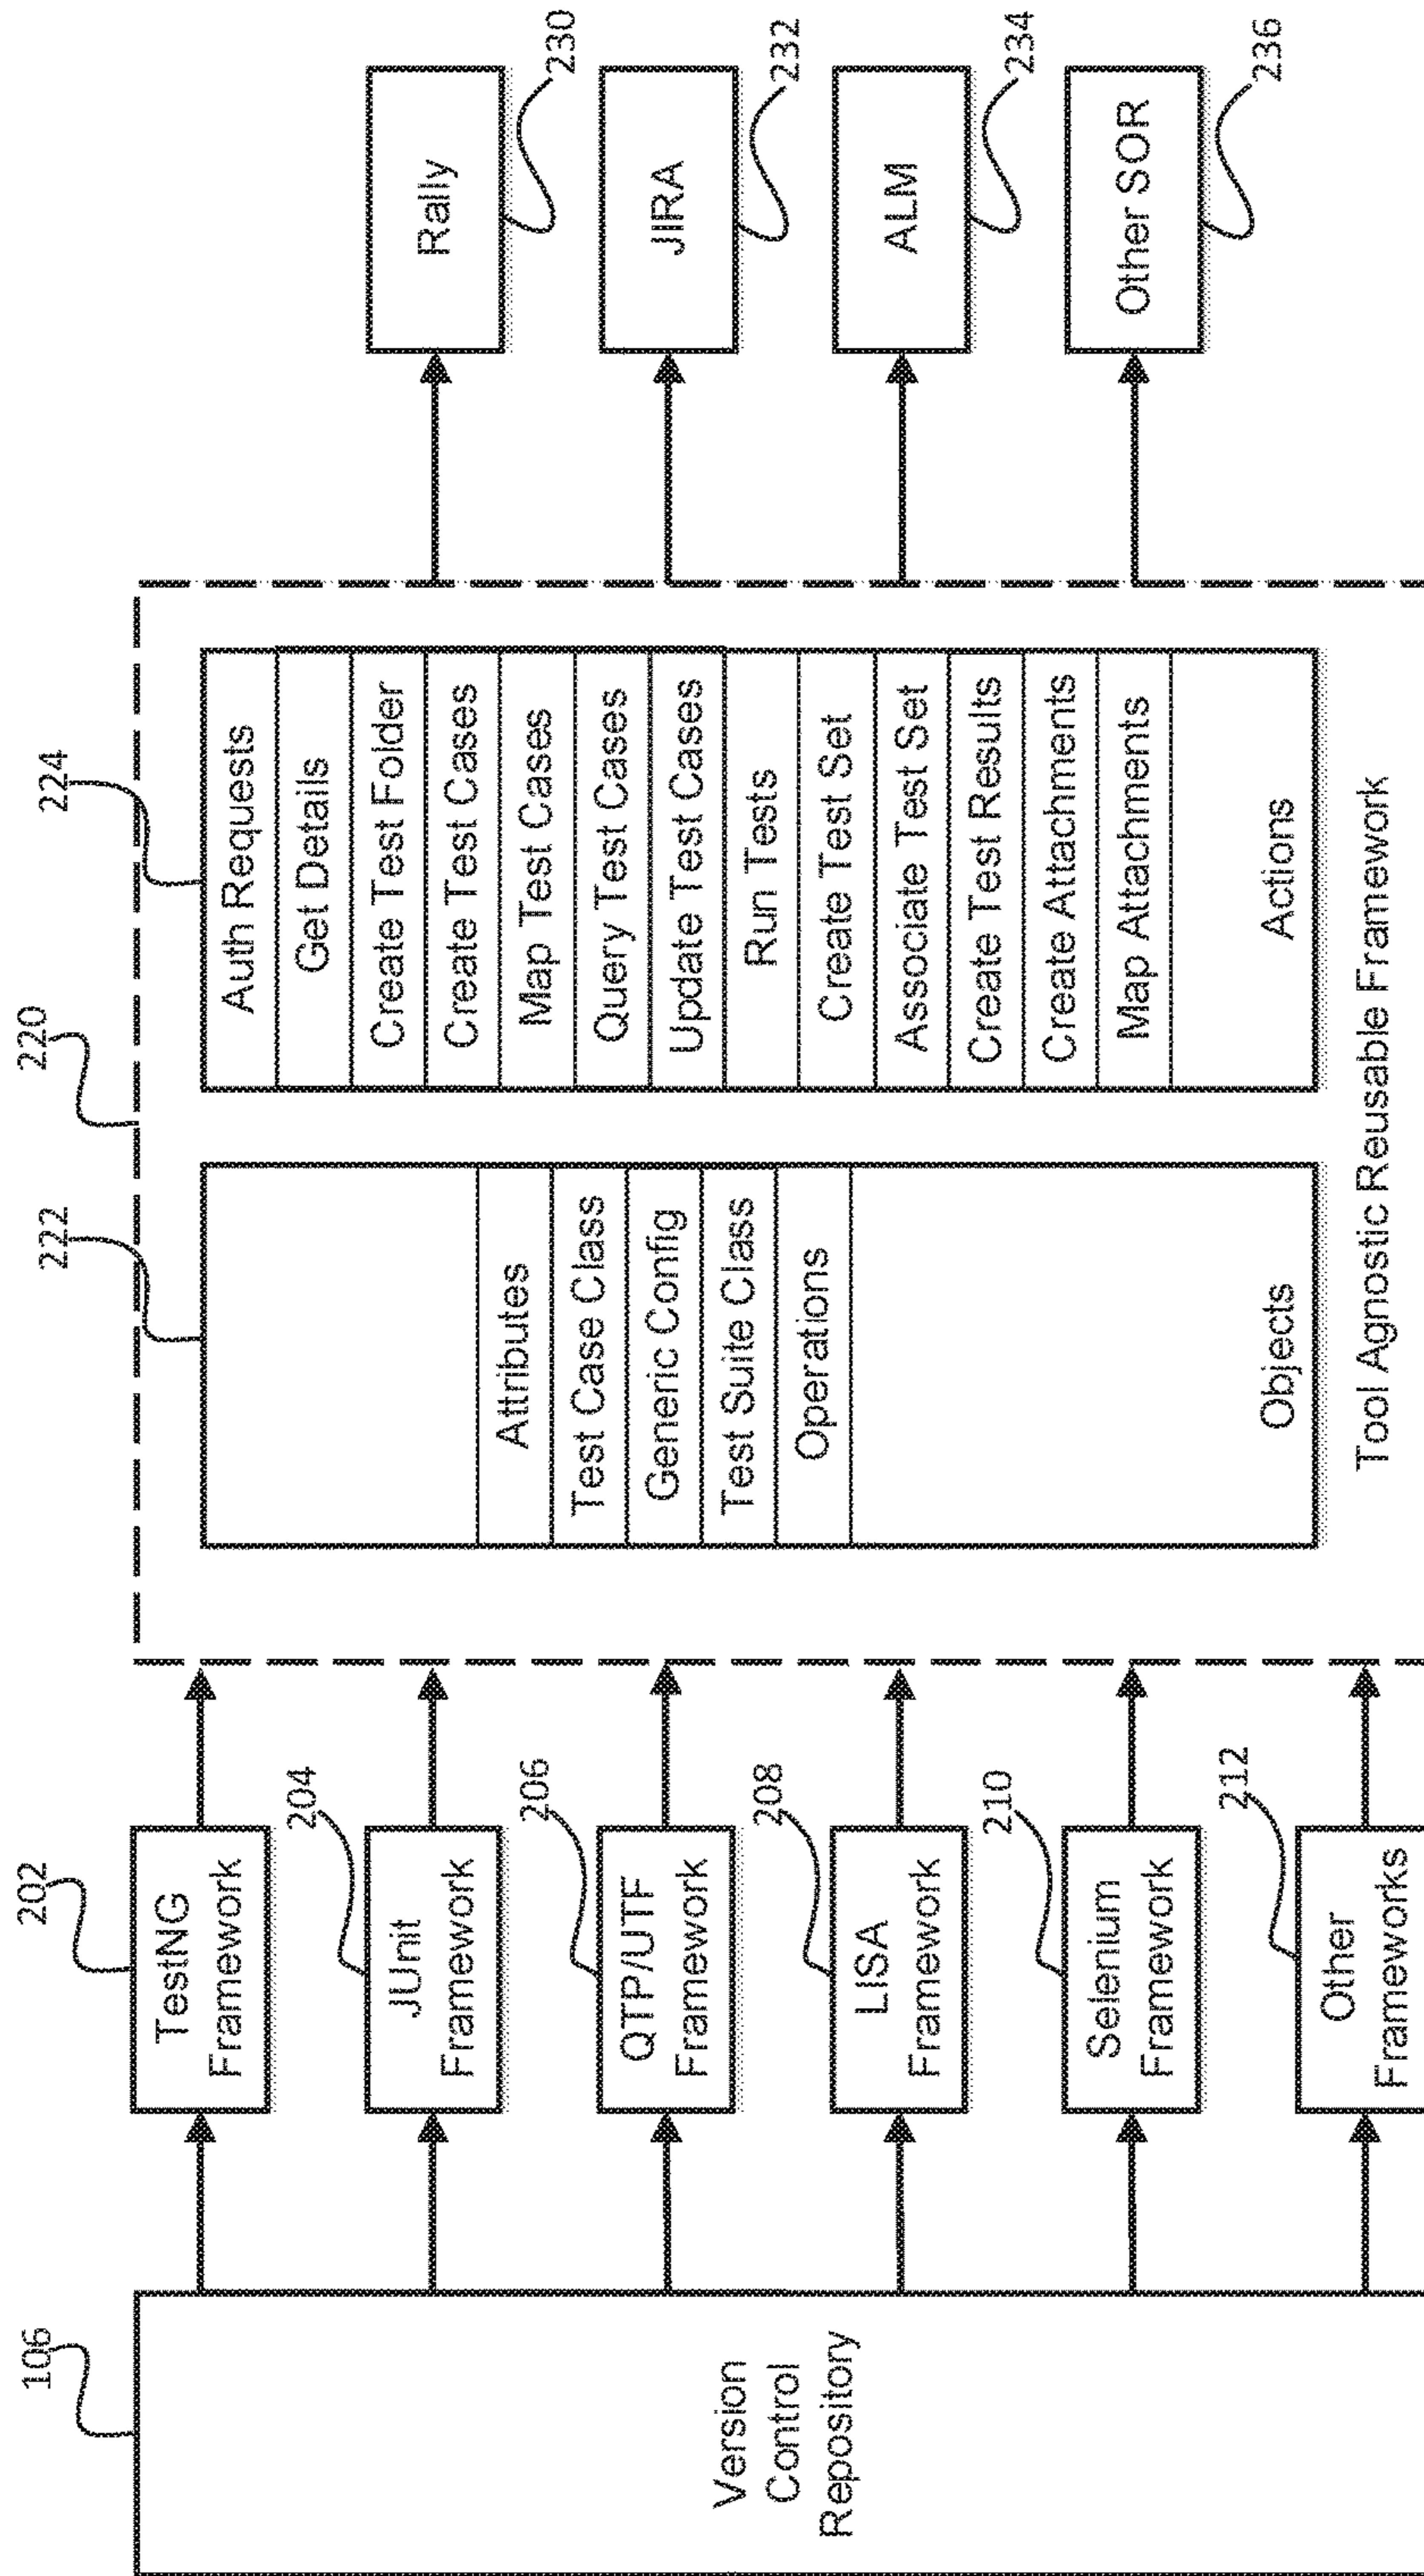 106
Version
Control
Repository
202
TestNG
Framework
204
JUnit
Framework
206
QTP/UTF
Framework
208
LISA
Framework
210
Selenium
Framework
212
Other
Frameworks
220
222
Attributes
Test Case Class
Generic Config
Test Suite Class
Operations
Objects
224
Auth Requests
Get Details
Create Test Folder
Create Test Cases
Map Test Cases
Query Test Cases
Update Test Cases
Run Tests
Create Test Set
Associate Test Set
Create Test Results
Create Attachments
Map Attachments
Actions
Tool Agnostic Reusable Framework
Rally
230
JIRA
232
ALM
234
Other SOR
236